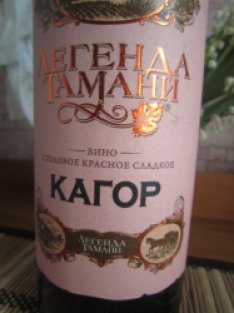 ЛЕГЕНДА
ТАМАНИ
ВИНО
СТОЛОВОЕ КРАСНОЕ СЛАДКОЕ
КАГОР
ЛЕГЕНДА
ТАМАНИ